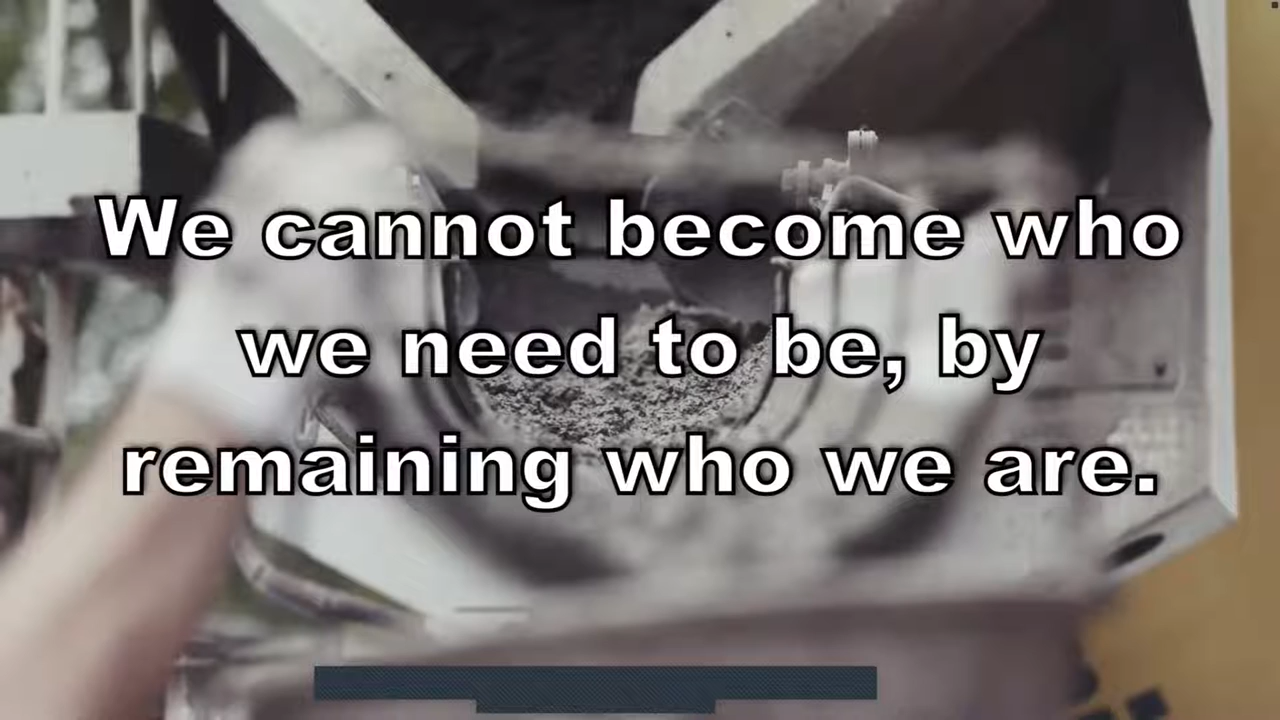 We cannot become who
we need to be, by
remaining who we are.